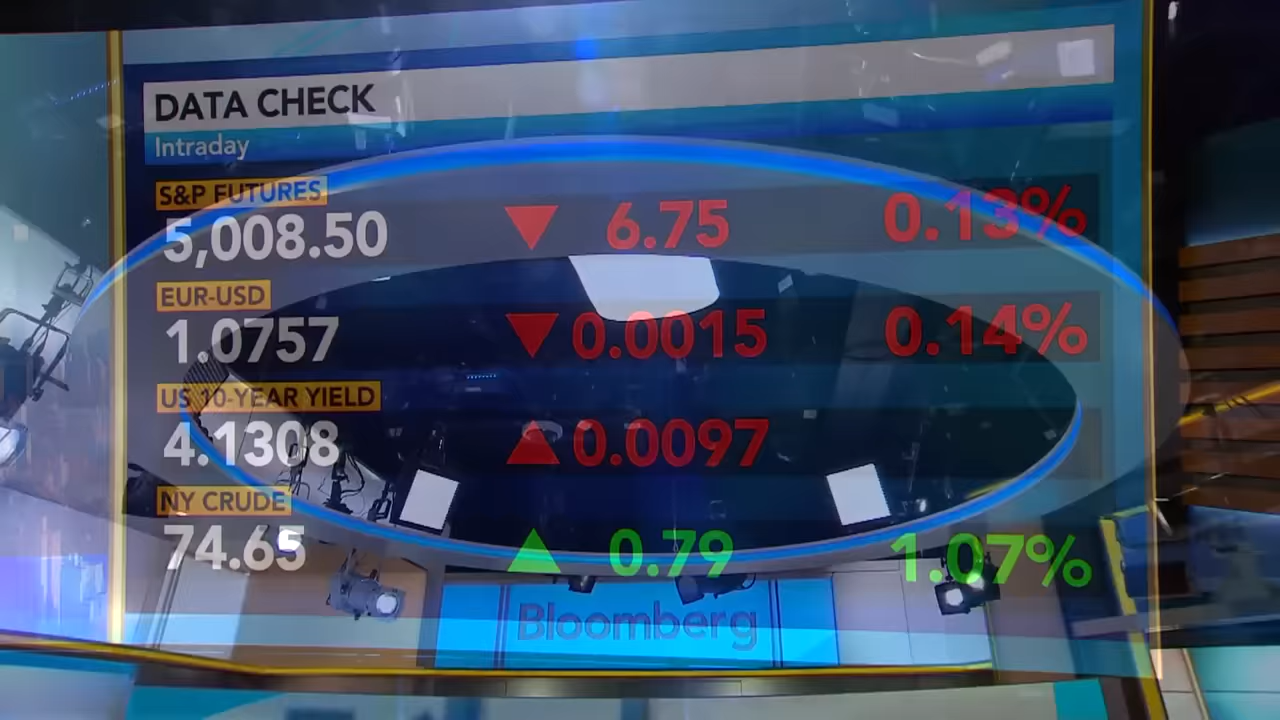 DATA CHECK
Intraday
S&P FUTURES
5,008.50 ▼ 6.75 0.13%
EUR-USD
1.0757 ▼ 0.0015 0.14%
US 10-YEAR YIELD
4.1308 ▲ 0.0097
NY CRUDE
74.65 ▲ 0.79 1.07%
Bloomberg